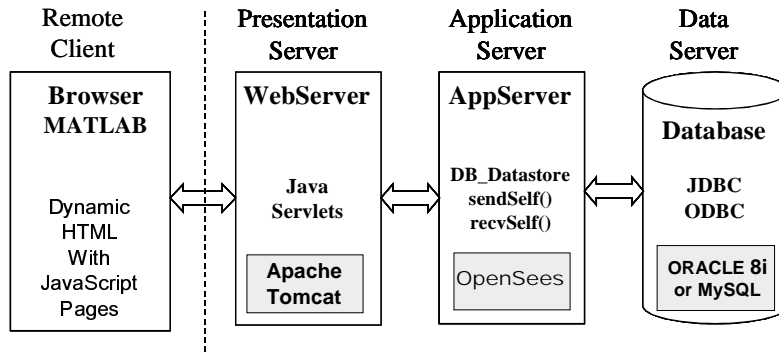 Remote
Client
Presentation
Server
Application
Server
Data
Server
Browser
MATLAB
Dynamic
HTML
With
JavaScript
Pages
WebServer
Java
Servlets
Apache
Tomcat
AppServer
DB_Datastore
sendSelf()
recvSelf()
OpenSees
Database
JDBC
ODBC
ORACLE 8i
or MySQL